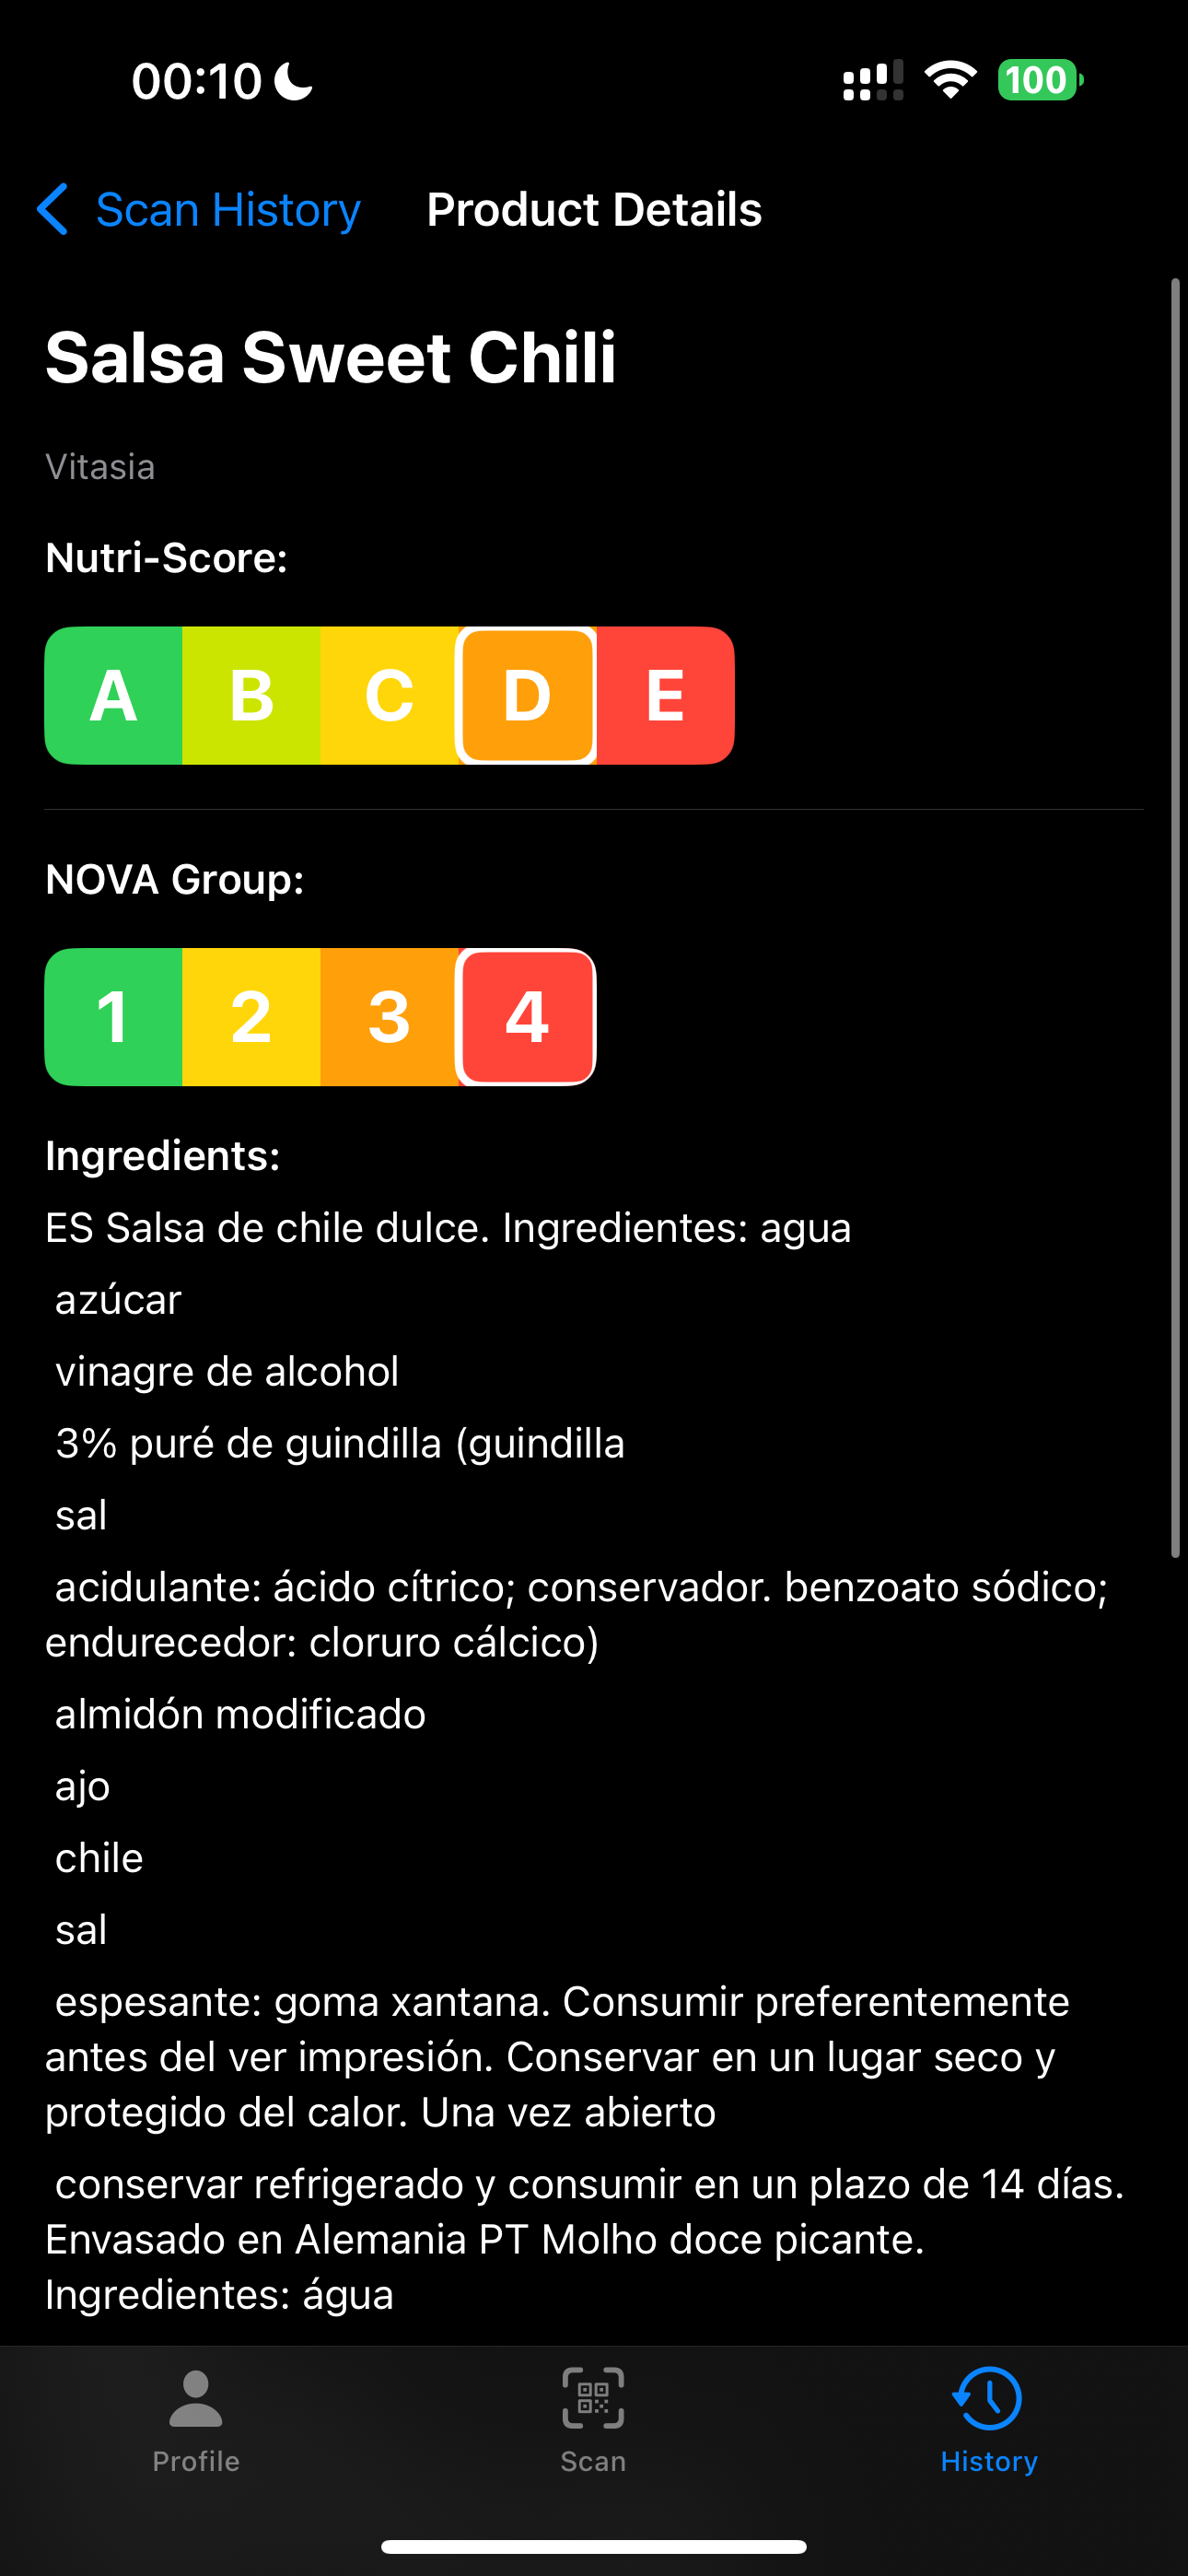 00:10
100
Scan History
Product Details
Salsa Sweet Chili
Vitasia
Nutri-Score:
A B C D E
NOVA Group:
1 2 3 4
Ingredients:
ES Salsa de chile dulce. Ingredientes: agua
azúcar
vinagre de alcohol
3% puré de guindilla (guindilla
sal
acidulante: ácido cítrico; conservador. benzoato sódico;
endurecedor: cloruro cálcico)
almidón modificado
ajo
chile
sal
espesante: goma xantana. Consumir preferentemente
antes del ver impresión. Conservar en un lugar seco y
protegido del calor. Una vez abierto
conservar refrigerado y consumir en un plazo de 14 días.
Envasado en Alemania PT Molho doce picante.
Ingredientes: água
Profile
Scan
History